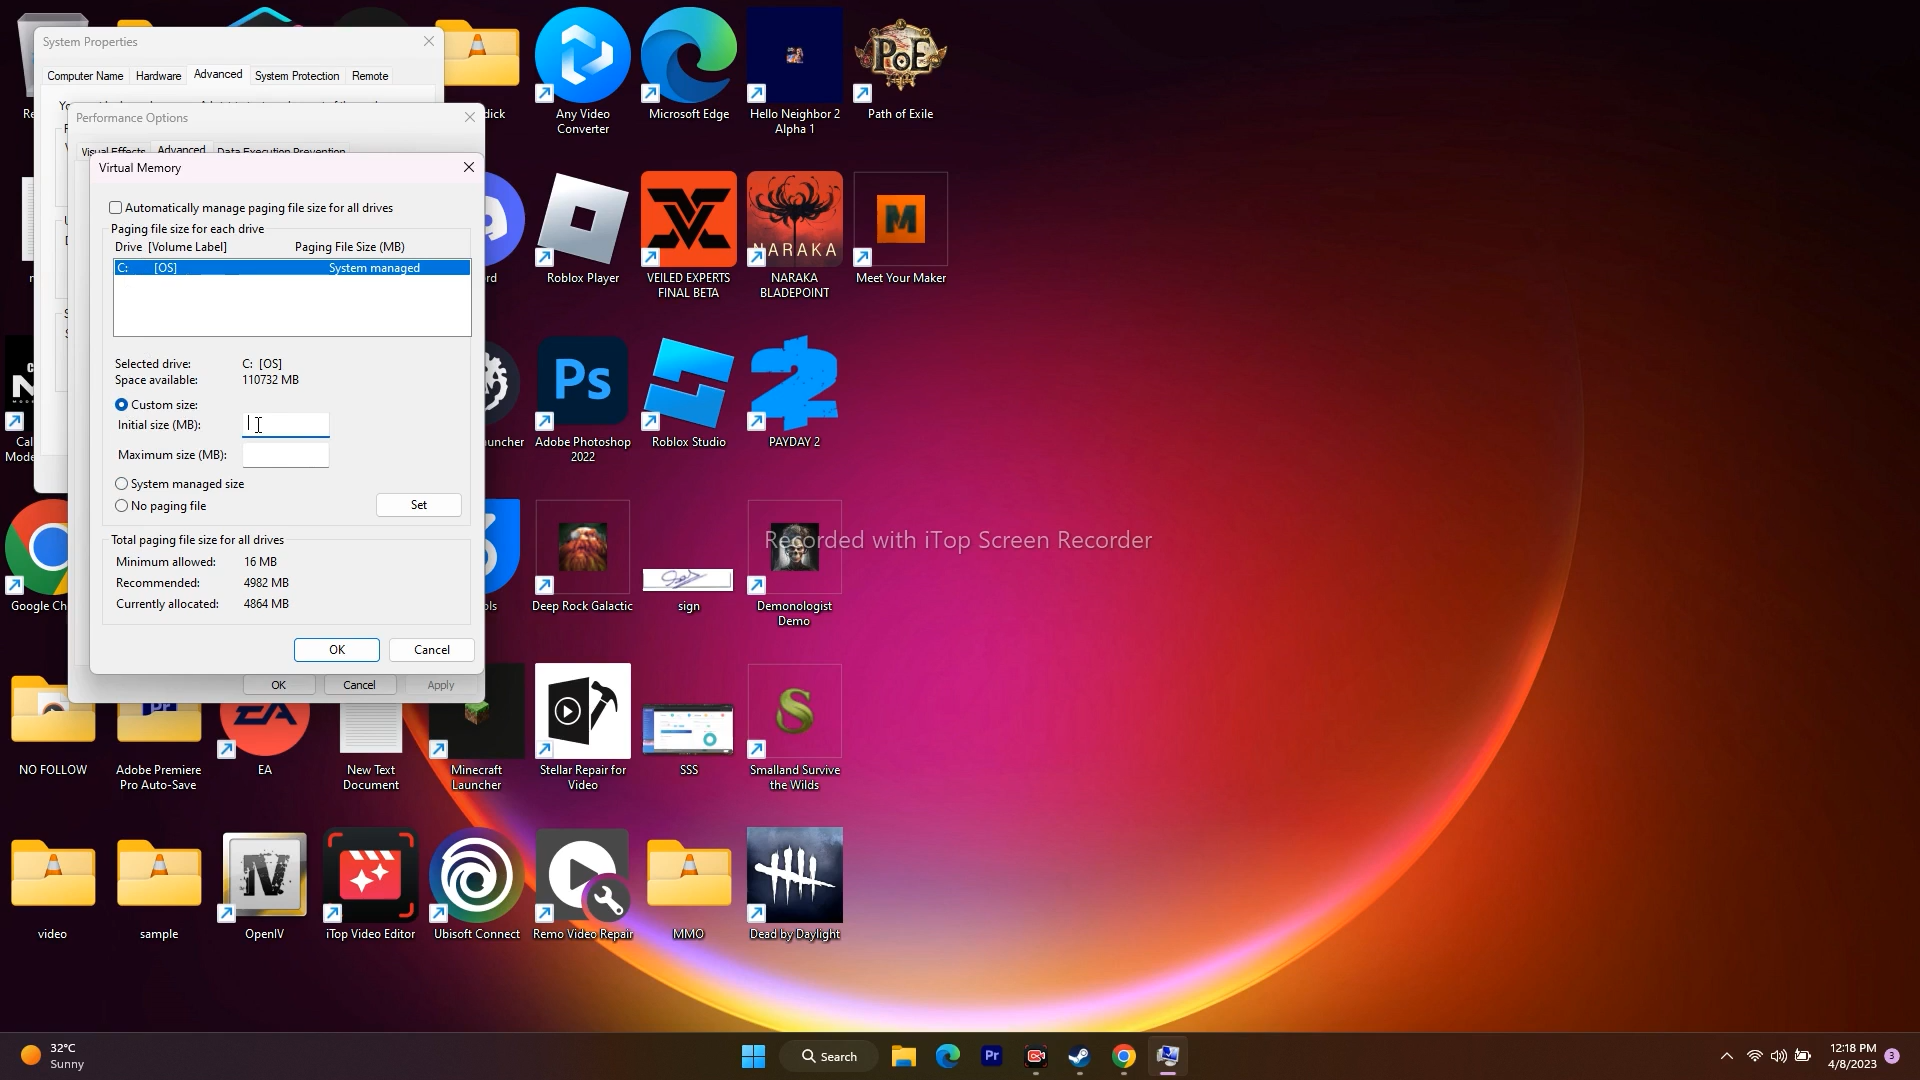 System Properties
Computer Name
Hardware
Advanced
System Protection
Remote
Performance Options
Visual Effects
Advanced
Data Execution Prevention
Virtual Memory
Automatically manage paging file size for all drives
Paging file size for each drive
Drive [Volume Label]
Paging File Size (MB)
C: [OS]
System managed
Selected drive:
C: [OS]
Space available:
110732 MB
Custom size:
Initial size (MB):
Maximum size (MB):
System managed size
No paging file
Set
Total paging file size for all drives
Minimum allowed:
16 MB
Recommended:
4982 MB
Currently allocated:
4864 MB
OK
Cancel
OK
Cancel
Apply
Any Video
Converter
Microsoft Edge
Hello Neighbor 2
Alpha 1
PoE
Path of Exile
Roblox Player
VEILED EXPERTS
FINAL BETA
NARAKA
NARAKA
BLADEPOINT
M
Meet Your Maker
Ps
Adobe Photoshop
2022
Roblox Studio
2
PAYDAY 2
Google Ch
Deep Rock Galactic
sign
Demonologist
Demo
Recorded with iTop Screen Recorder
NO FOLLOW
Pr
Adobe Premiere
Pro Auto-Save
EA
EA
New Text
Document
Minecraft
Launcher
Stellar Repair for
Video
SSS
S
Smalland Survive
the Wilds
video
sample
IV
OpenIV
iTop Video Editor
Ubisoft Connect
Remo Video Repair
MMO
Dead by Daylight
32°C
Sunny
Search
Pr
12:18 PM
4/8/2023
3